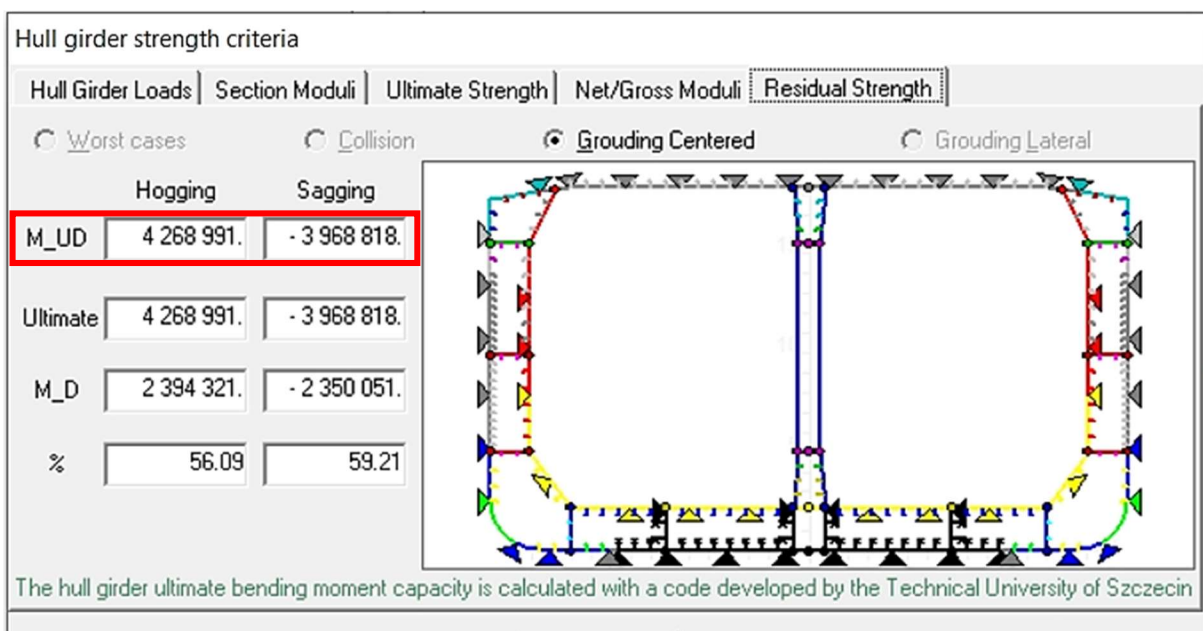 Hull girder strength criteria
Hull Girder Loads Section Moduli Ultimate Strength Net/Gross Moduli Residual Strength
Worst cases Collision Grouding Centered Grouding Lateral
Hogging Sagging
M_UD 4 268 991. - 3 968 818.
Ultimate 4 268 991. - 3 968 818.
M_D 2 394 321. - 2 350 051.
% 56.09 59.21
The hull girder ultimate bending moment capacity is calculated with a code developed by the Technical University of Szczecin